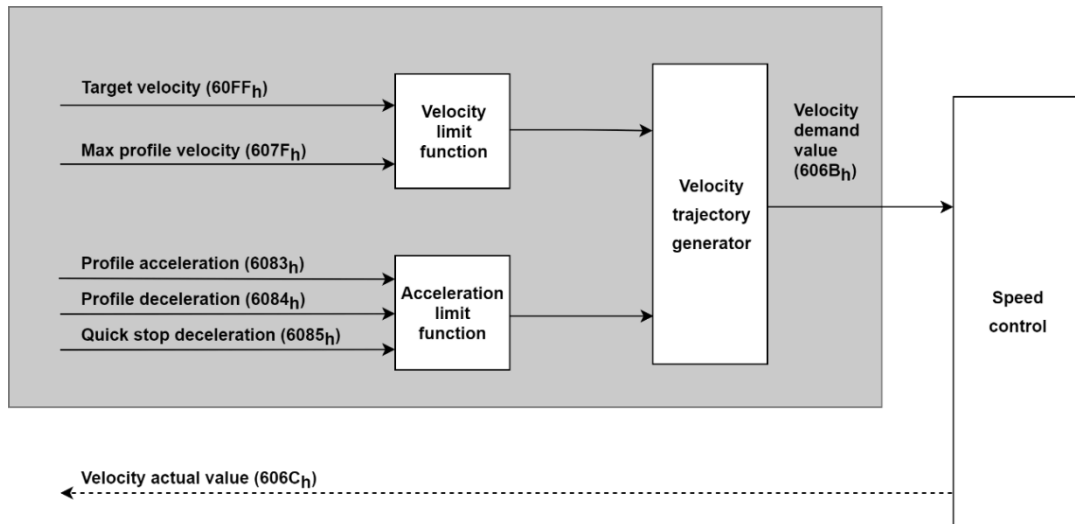 Target velocity (60FFh)
Max profile velocity (607Fh)
Velocity
limit
function
Profile acceleration (6083h)
Profile deceleration (6084h)
Quick stop deceleration (6085h)
Acceleration
limit
function
Velocity
trajectory
generator
Velocity
demand
value
(606Bh)
Speed
control
Velocity actual value (606Ch)